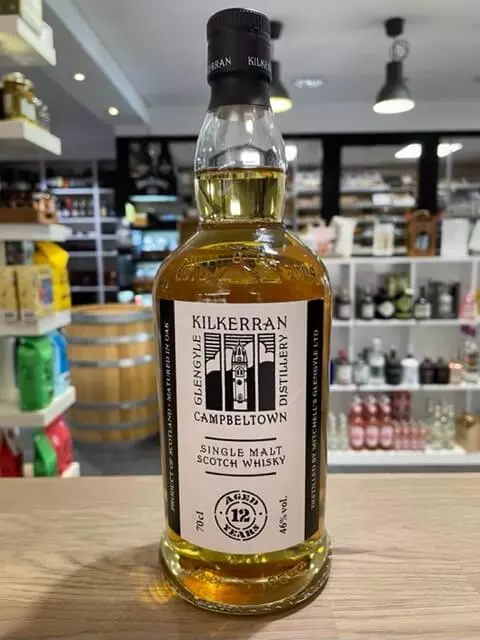 KILKERRAN
KILKERRAN
GLENGYLE
DISTILLERY
CAMPBELTOWN
SINGLE MALT
SCOTCH WHISKY
AGED
12
YEARS
70cl
46% vol.
PRODUCT OF SCOTLAND · MATURED IN OAK
DISTILLED BY MITCHELL'S GLENGYLE LTD